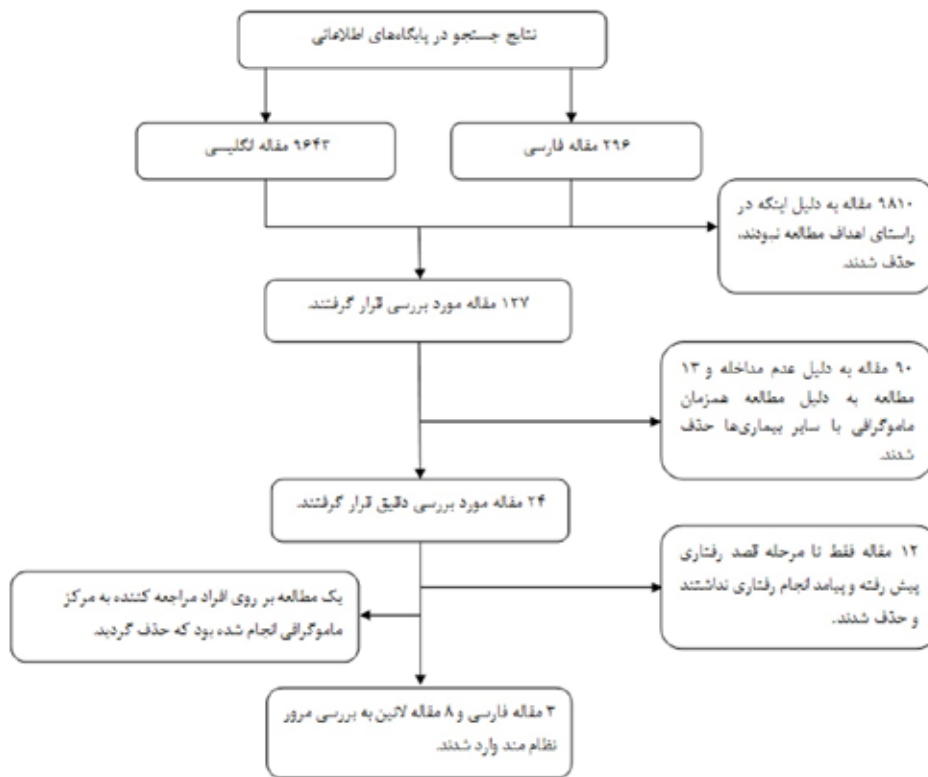 نتایج جستجو در پایگاه‌های اطلاعاتی
۲۹۶ مقاله فارسی
۹۶۴۳ مقاله انگلیسی
۹۸۱۰ مقاله به دلیل اینکه در
راستای اهداف مطالعه نبودند،
حذف شدند.
۱۲۷ مقاله مورد بررسی قرار گرفتند.
۹۰ مقاله به دلیل عدم مداخله و ۱۳
مطالعه به دلیل مطالعه همزمان
ماموگرافی با سایر بیماری‌ها حذف
شدند.
۲۴ مقاله مورد بررسی دقیق قرار گرفتند.
۱۲ مقاله فقط تا مرحله قصد رفتاری
پیش رفته و پیامد انجام رفتاری نداشتند
و حذف شدند.
یک مطالعه بر روی افراد مراجعه کننده به مرکز
ماموگرافی انجام شده بود که حذف گردید.
۳ مقاله فارسی و ۸ مقاله لاتین به بررسی مرور
نظام مند وارد شدند.